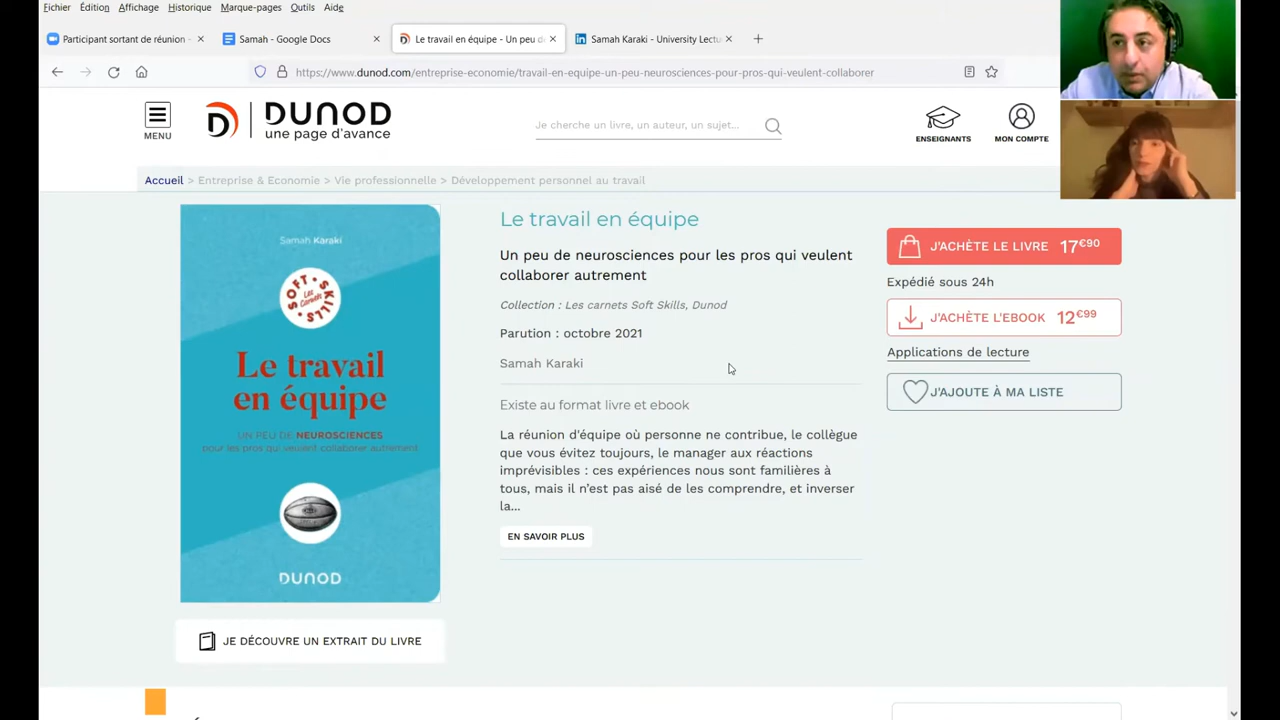 Fichier Édition Affichage Historique Marque-pages Outils Aide
Participant sortant de réunion -
Samah - Google Docs
Le travail en équipe - Un peu d
Samah Karaki - University Lectu
https://www.dunod.com/entreprise-economie/travail-en-equipe-un-peu-neurosciences-pour-pros-qui-veulent-collaborer
MENU
DUNOD
une page d'avance
Je cherche un livre, un auteur, un sujet...
ENSEIGNANTS
MON COMPTE
Accueil > Entreprise & Economie > Vie professionnelle > Développement personnel au travail
Samah Karaki
SOFT SKILLS
Les Carnets
Le travail
en équipe
UN PEU DE NEUROSCIENCES
pour les pros qui veulent collaborer autrement
DUNOD
JE DÉCOUVRE UN EXTRAIT DU LIVRE
Le travail en équipe
Un peu de neurosciences pour les pros qui veulent
collaborer autrement
Collection : Les carnets Soft Skills, Dunod
Parution : octobre 2021
Samah Karaki
Existe au format livre et ebook
La réunion d'équipe où personne ne contribue, le collègue
que vous évitez toujours, le manager aux réactions
imprévisibles : ces expériences nous sont familières à
tous, mais il n'est pas aisé de les comprendre, et inverser
la...
EN SAVOIR PLUS
J'ACHÈTE LE LIVRE 17€90
Expédié sous 24h
J'ACHÈTE L'EBOOK 12€99
Applications de lecture
J'AJOUTE À MA LISTE